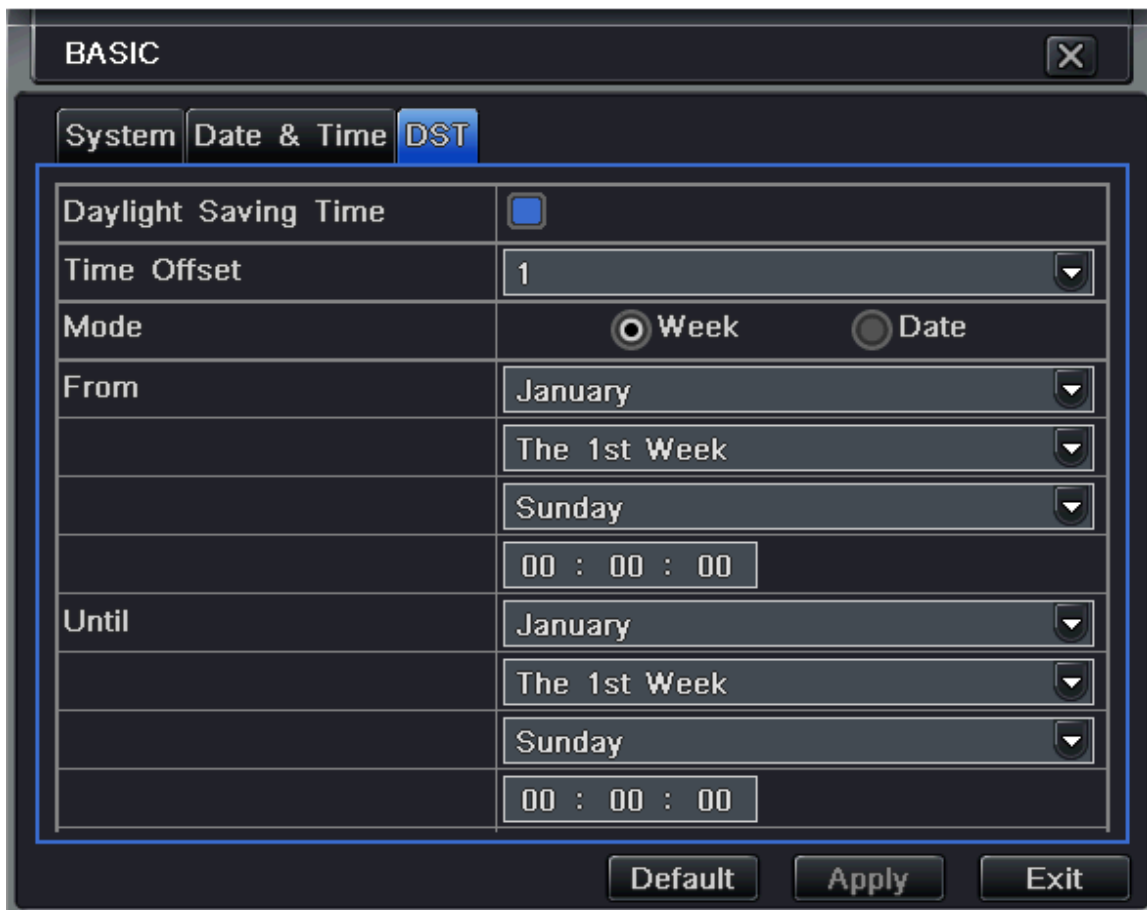 BASIC
System Date & Time DST
Daylight Saving Time
Time Offset 1
Mode Week Date
From January
The 1st Week
Sunday
00 : 00 : 00
Until January
The 1st Week
Sunday
00 : 00 : 00
Default Apply Exit